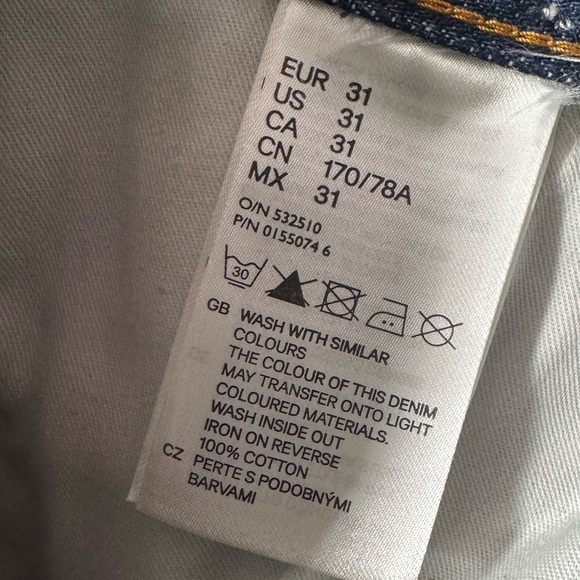 EUR 31
US 31
CA 31
CN 170/78A
MX 31
O/N 532510
P/N 0155074 6
30
GB WASH WITH SIMILAR
COLOURS
THE COLOUR OF THIS DENIM
MAY TRANSFER ONTO LIGHT
COLOURED MATERIALS.
WASH INSIDE OUT
IRON ON REVERSE
100% COTTON
CZ PERTE S PODOBNÝMI
BARVAMI